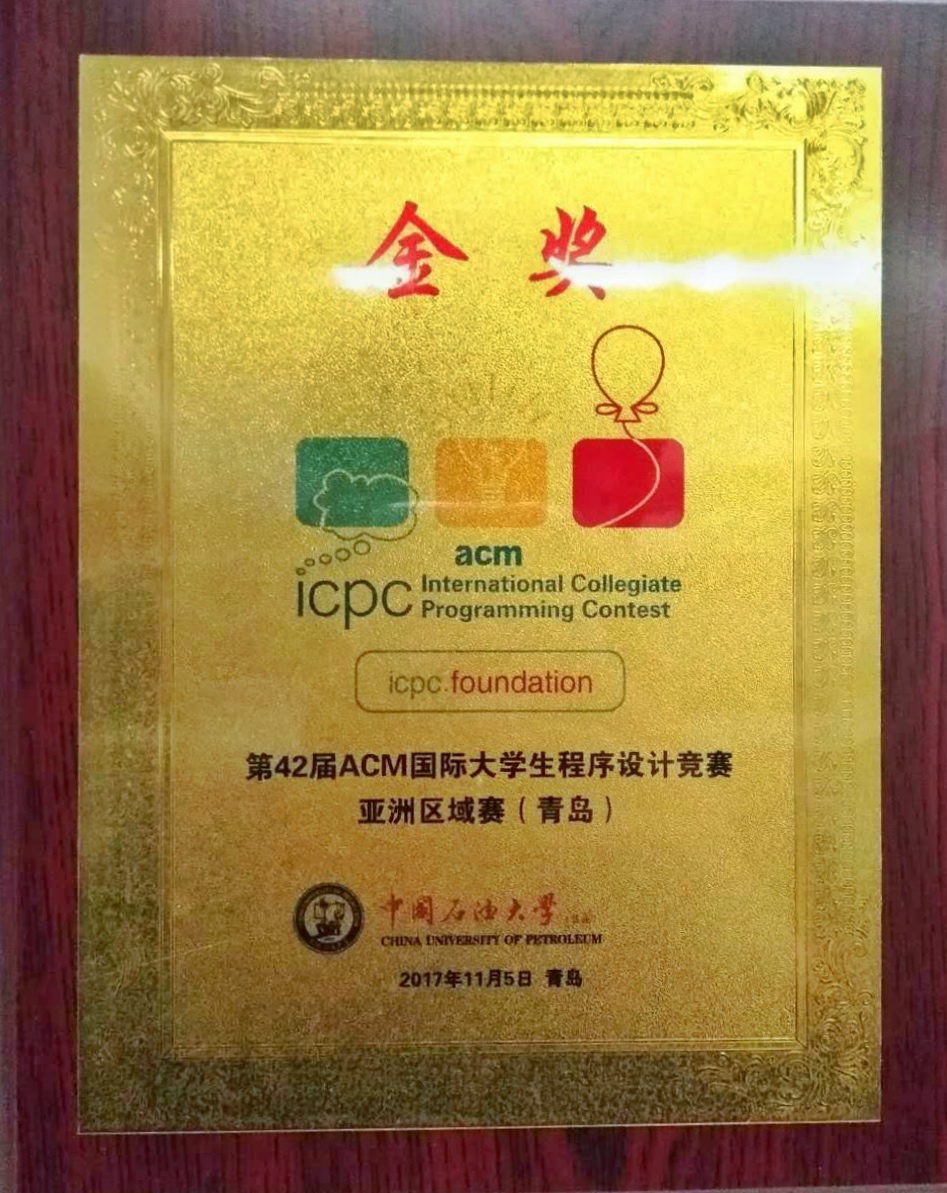 金 奖
acm
icpc International Collegiate
Programming Contest
icpc.foundation
第42届ACM国际大学生程序设计竞赛
亚洲区域赛（青岛）
中国石油大学
CHINA UNIVERSITY OF PETROLEUM
2017年11月5日 青岛